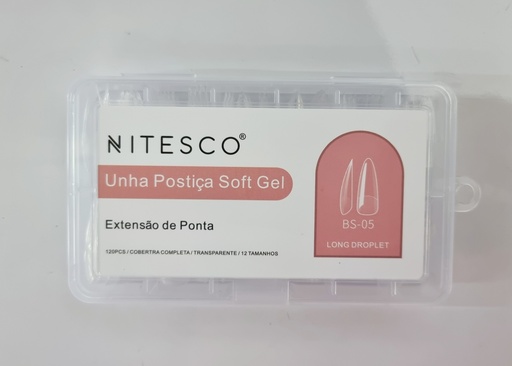 NITESCO®
Unha Postiça Soft Gel
Extensão de Ponta
120PCS / COBERTRA COMPLETA / TRANSPARENTE / 12 TAMANHOS
BS-05
LONG DROPLET